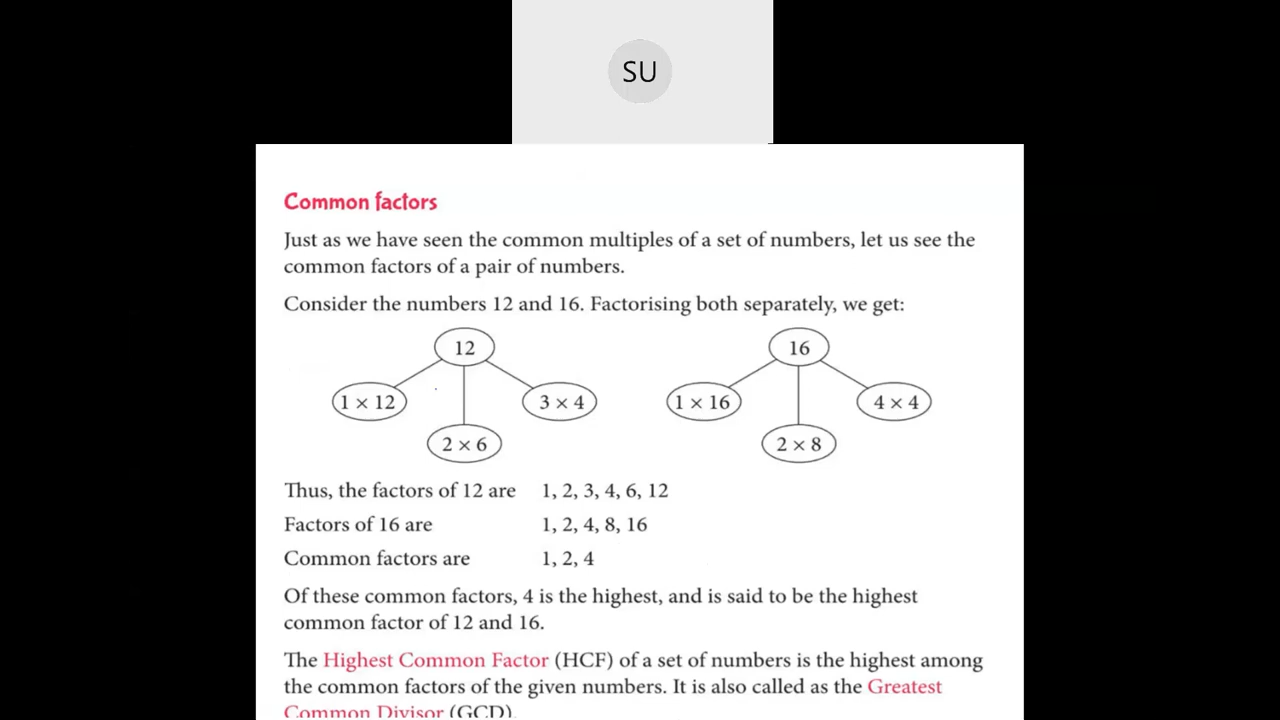 SU
Common factors
Just as we have seen the common multiples of a set of numbers, let us see the
common factors of a pair of numbers.
Consider the numbers 12 and 16. Factorising both separately, we get:
12
1 × 12
2 × 6
3 × 4
16
1 × 16
2 × 8
4 × 4
Thus, the factors of 12 are 1, 2, 3, 4, 6, 12
Factors of 16 are 1, 2, 4, 8, 16
Common factors are 1, 2, 4
Of these common factors, 4 is the highest, and is said to be the highest
common factor of 12 and 16.
The Highest Common Factor (HCF) of a set of numbers is the highest among
the common factors of the given numbers. It is also called as the Greatest
Common Divisor (GCD).